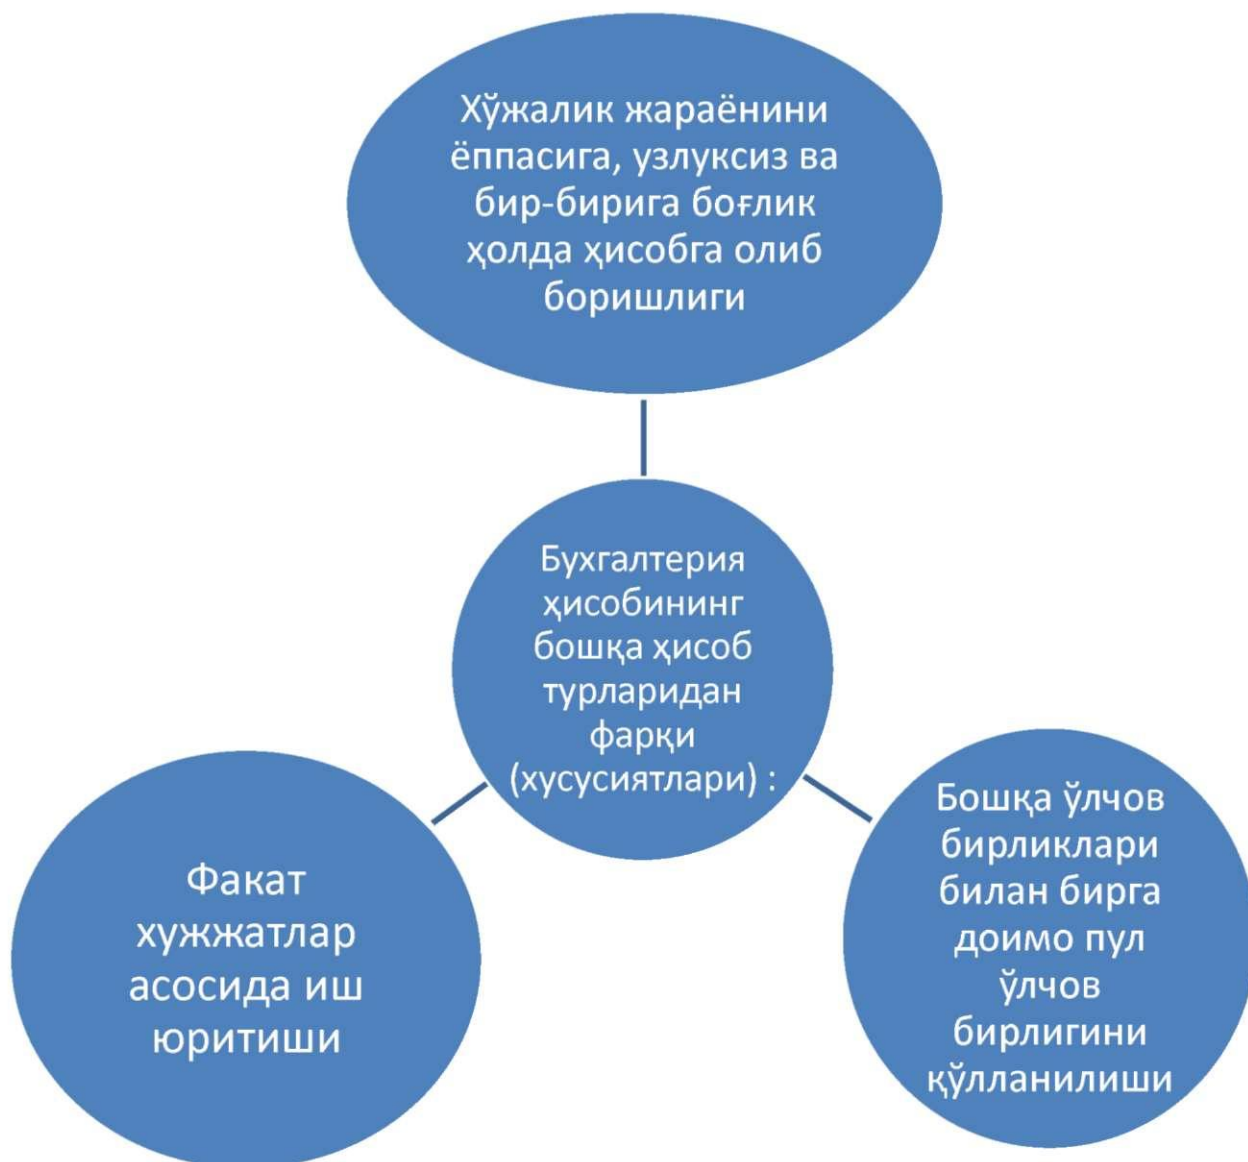 Хўжалик жараёнини
ёппасига, узлуксиз ва
бир-бирига боғлик
ҳолда ҳисобга олиб
боришлиги
Бухгалтерия
ҳисобининг
бошқа ҳисоб
турларидан
фарқи
(хусусиятлари) :
Факат
хужжатлар
асосида иш
юритиши
Бошқа ўлчов
бирликлари
билан бирга
доимо пул
ўлчов
бирлигини
қўлланилиши